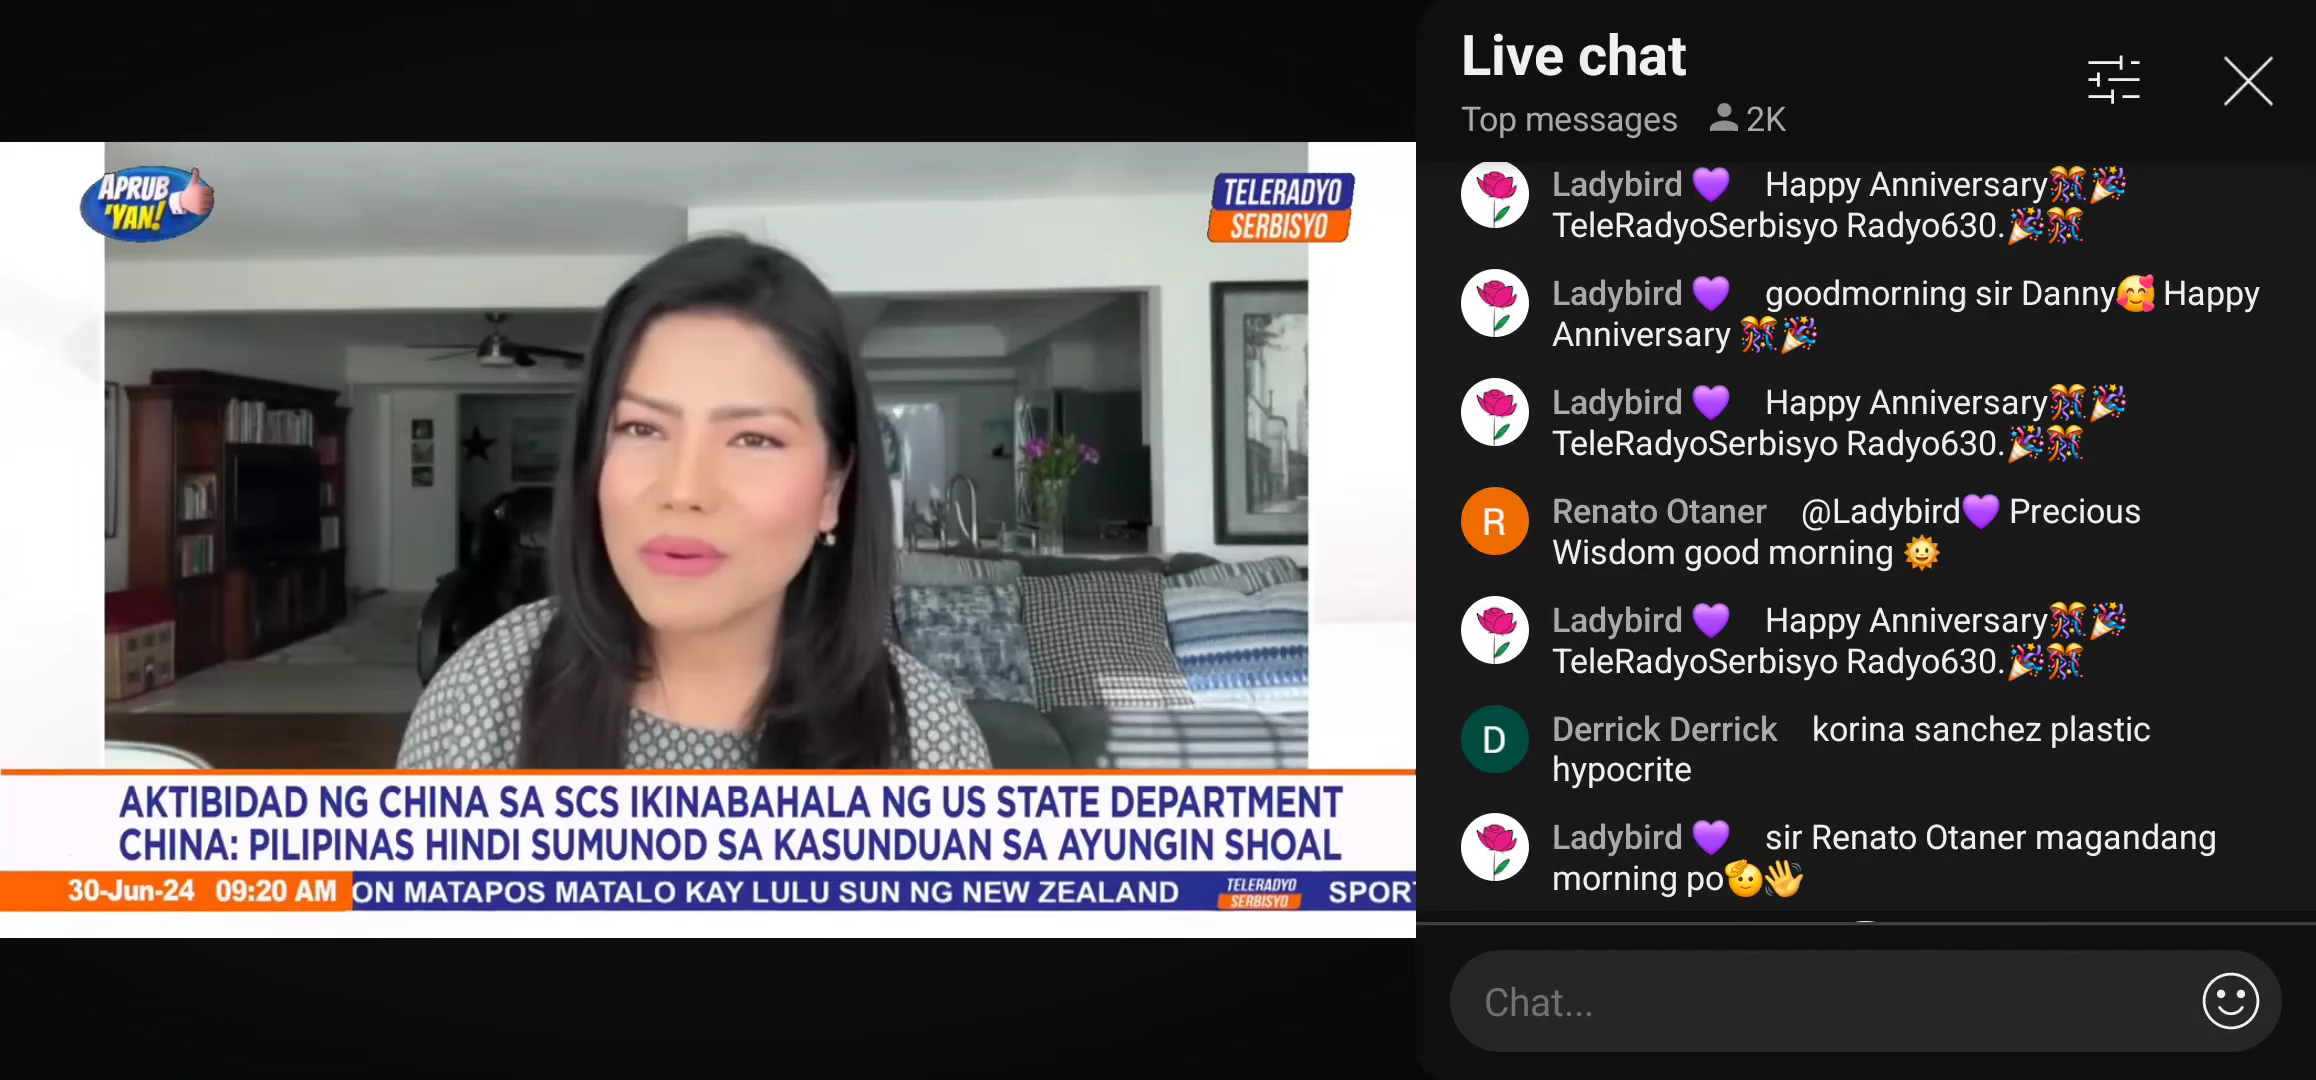 APRUB
'YAN!
TELERADYO
SERBISYO
AKTIBIDAD NG CHINA SA SCS IKINABAHALA NG US STATE DEPARTMENT
CHINA: PILIPINAS HINDI SUMUNOD SA KASUNDUAN SA AYUNGIN SHOAL
30-Jun-24 09:20 AM ON MATAPOS MATALO KAY LULU SUN NG NEW ZEALAND TELERADYO SERBISYO SPORT
Live chat
Top messages 2K
Ladybird 💜 Happy Anniversary🎊🎉
TeleRadyoSerbisyo Radyo630.🎉🎊
Ladybird 💜 goodmorning sir Danny🥰 Happy
Anniversary 🎊🎉
Ladybird 💜 Happy Anniversary🎊🎉
TeleRadyoSerbisyo Radyo630.🎉🎊
R Renato Otaner @Ladybird💜 Precious
Wisdom good morning 🌞
Ladybird 💜 Happy Anniversary🎊🎉
TeleRadyoSerbisyo Radyo630.🎉🎊
D Derrick Derrick korina sanchez plastic
hypocrite
Ladybird 💜 sir Renato Otaner magandang
morning po🫡👋
Chat...